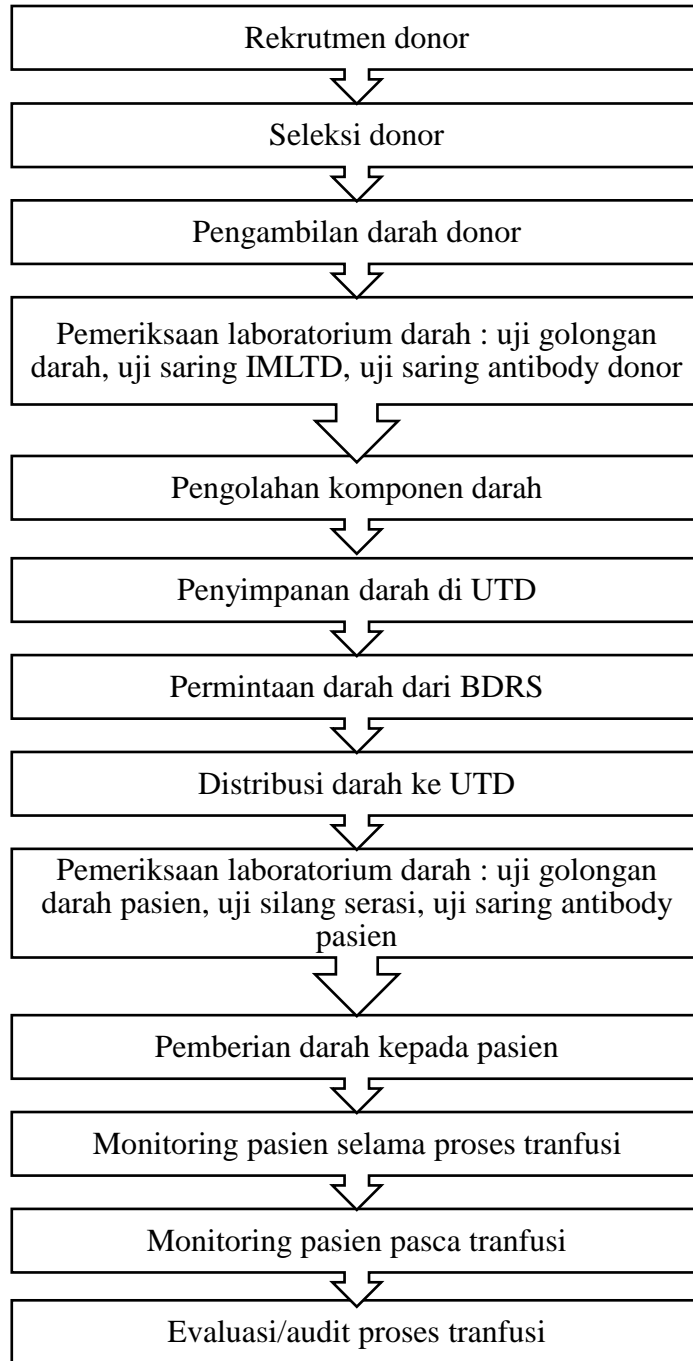 Rekrutmen donor
Seleksi donor
Pengambilan darah donor
Pemeriksaan laboratorium darah : uji golongan
darah, uji saring IMLTD, uji saring antibody donor
Pengolahan komponen darah
Penyimpanan darah di UTD
Permintaan darah dari BDRS
Distribusi darah ke UTD
Pemeriksaan laboratorium darah : uji golongan
darah pasien, uji silang serasi, uji saring antibody
pasien
Pemberian darah kepada pasien
Monitoring pasien selama proses tranfusi
Monitoring pasien pasca tranfusi
Evaluasi/audit proses tranfusi